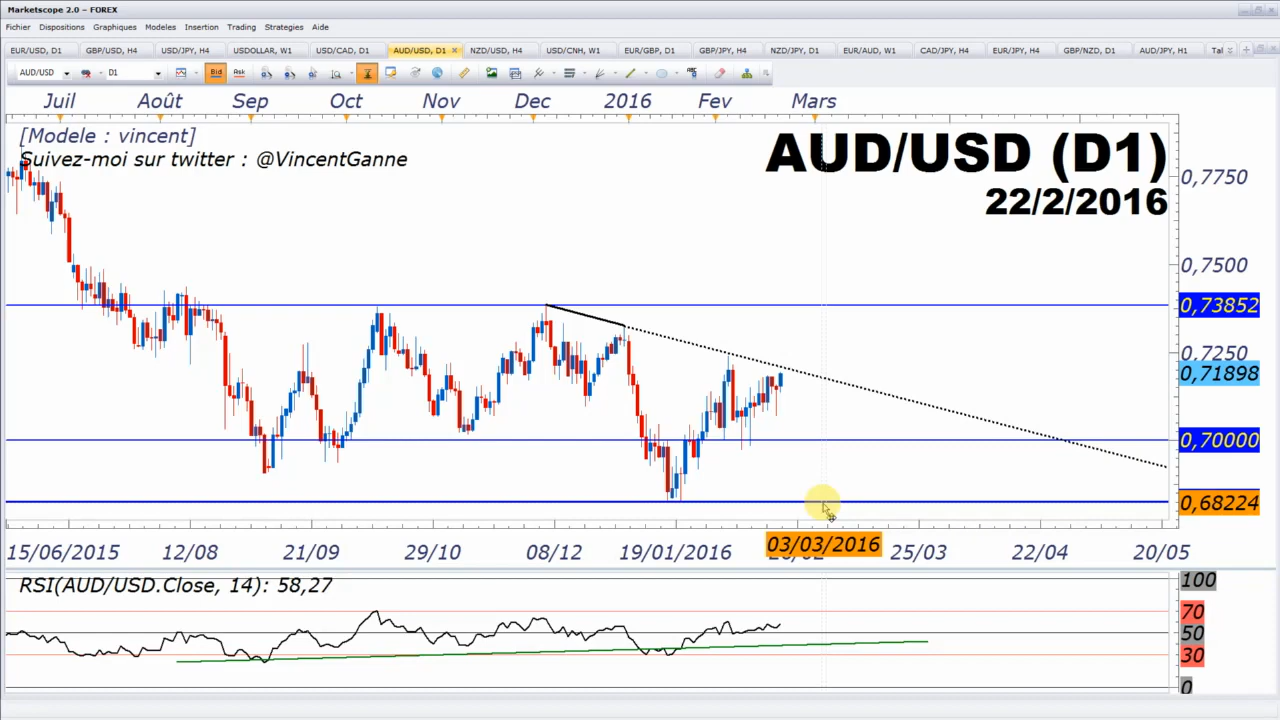 Marketscope 2.0 – FOREX
Fichier Dispositions Graphiques Modeles Insertion Trading Strategies Aide
EUR/USD, D1 GBP/USD, H4 USD/JPY, H4 USDOLLAR, W1 USD/CAD, D1 AUD/USD, D1 NZD/USD, H4 USD/CNH, W1 EUR/GBP, D1 GBP/JPY, H4 NZD/JPY, D1 EUR/AUD, W1 CAD/JPY, H4 EUR/JPY, H4 GBP/NZD, D1 AUD/JPY, H1 Tal
AUD/USD D1 Bid Ask ABC
Juil Août Sep Oct Nov Dec 2016 Fev Mars
[Modele : vincent]
Suivez-moi sur twitter : @VincentGanne
AUD/USD (D1)
22/2/2016
0,7750
0,7500
0,73852
0,7250
0,71898
0,70000
0,68224
15/06/2015 12/08 21/09 29/10 08/12 19/01/2016 03/03/2016 25/03 22/04 20/05
RSI(AUD/USD.Close, 14): 58,27
100
70
50
30
0